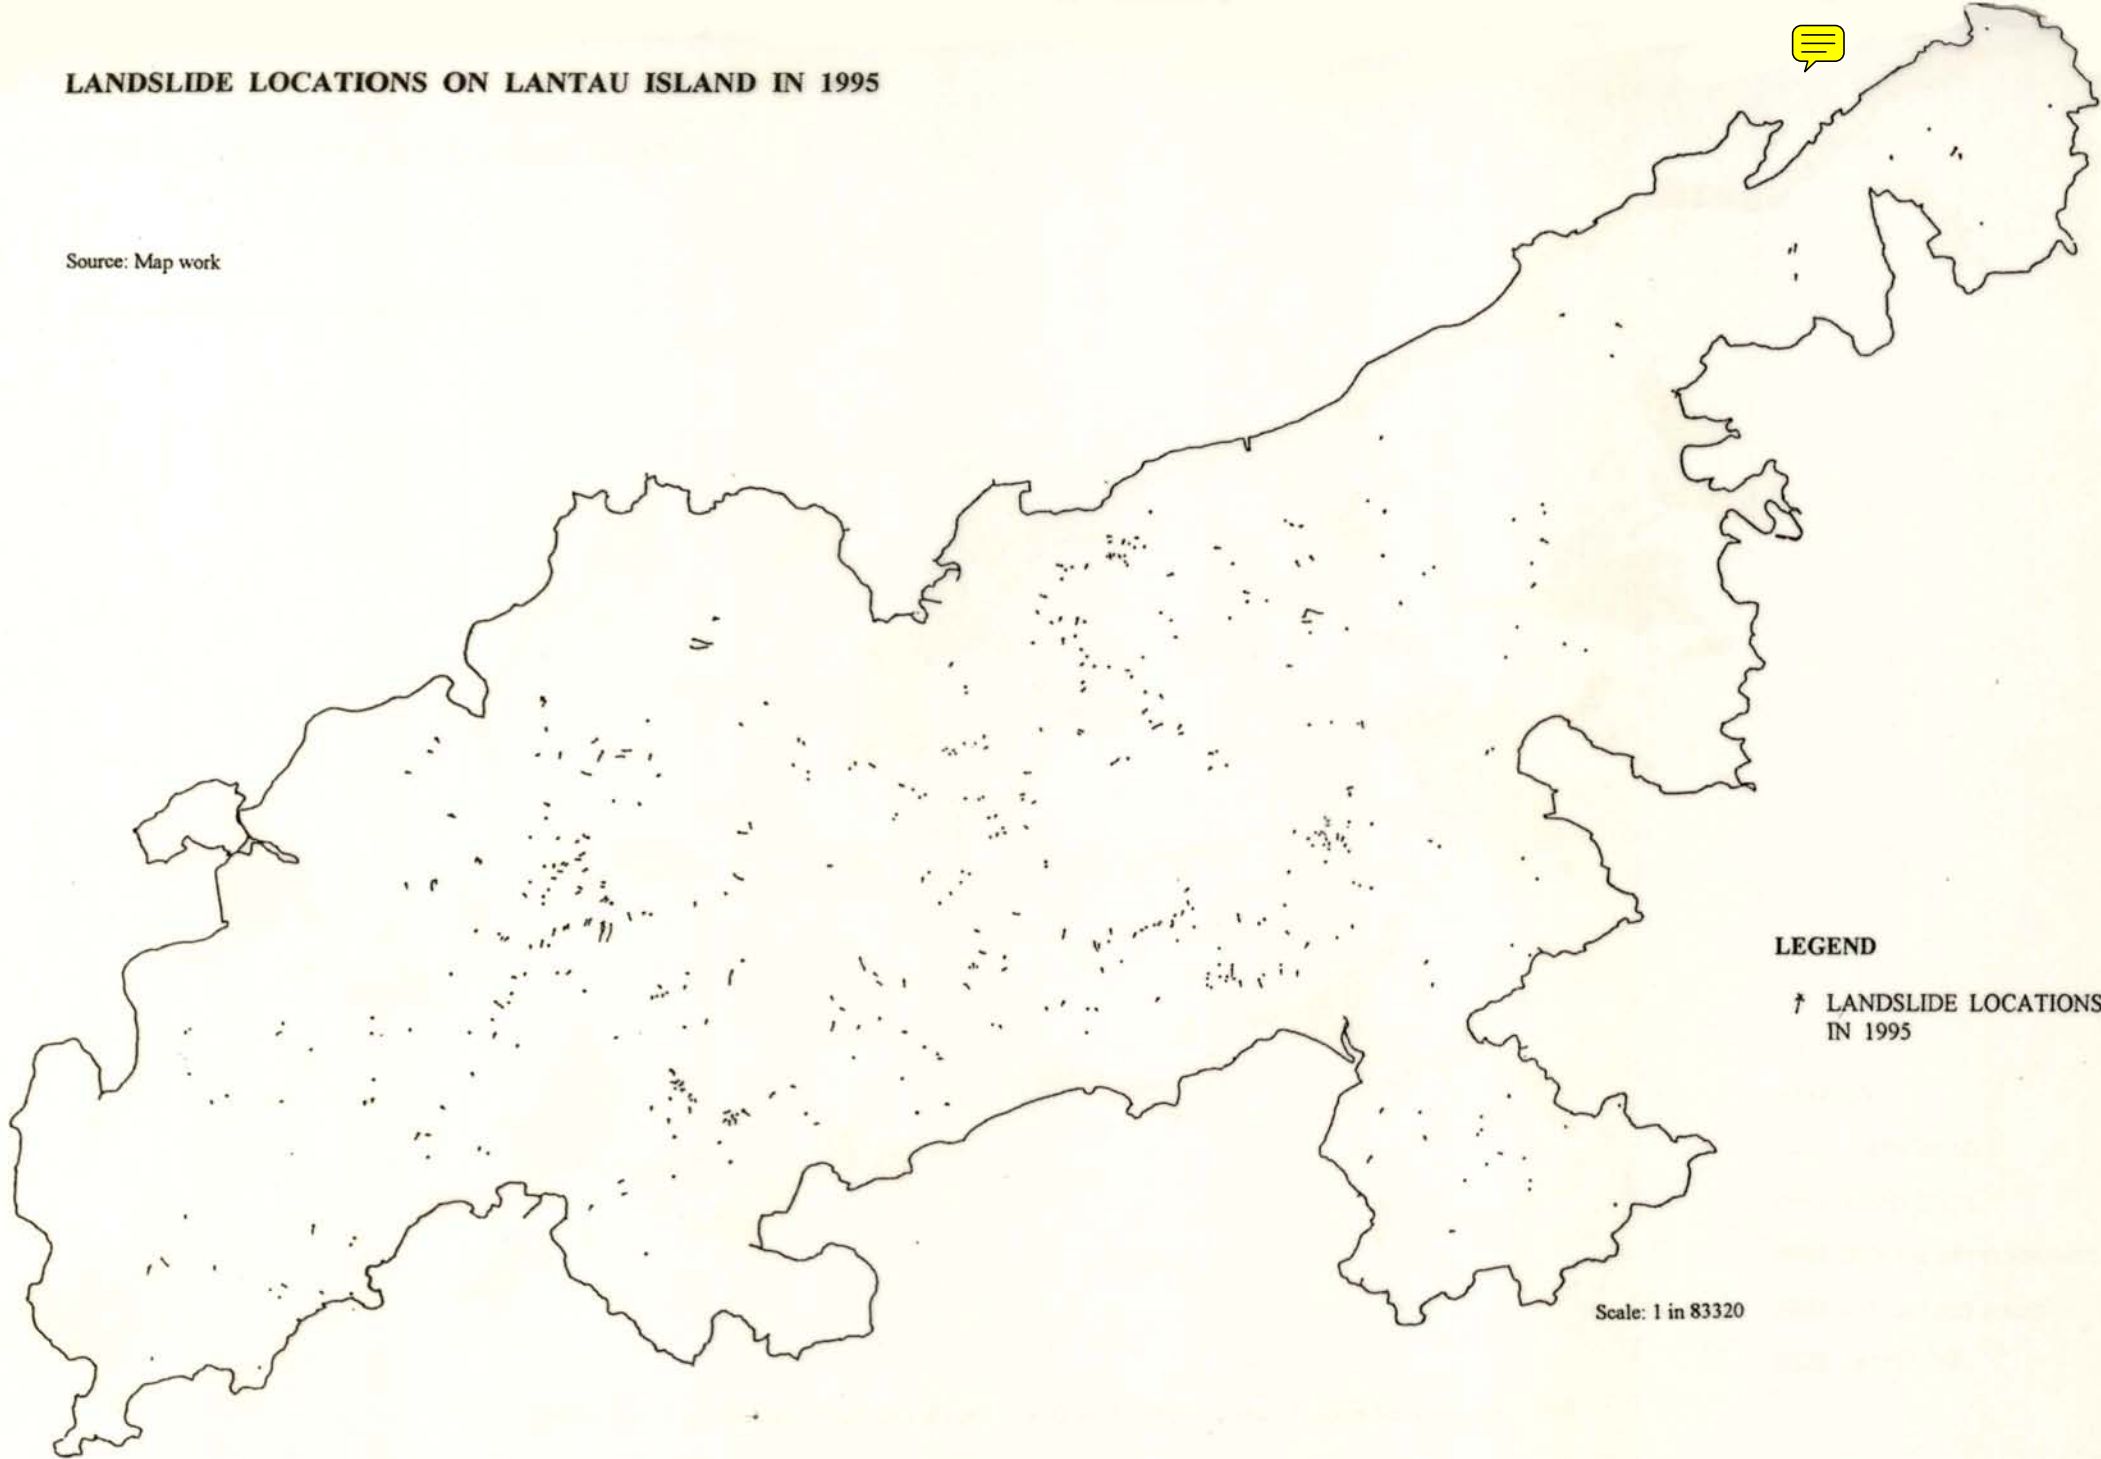 LANDSLIDE LOCATIONS ON LANTAU ISLAND IN 1995
Source: Map work
LEGEND
LANDSLIDE LOCATIONS
IN 1995
Scale: 1 in 83320